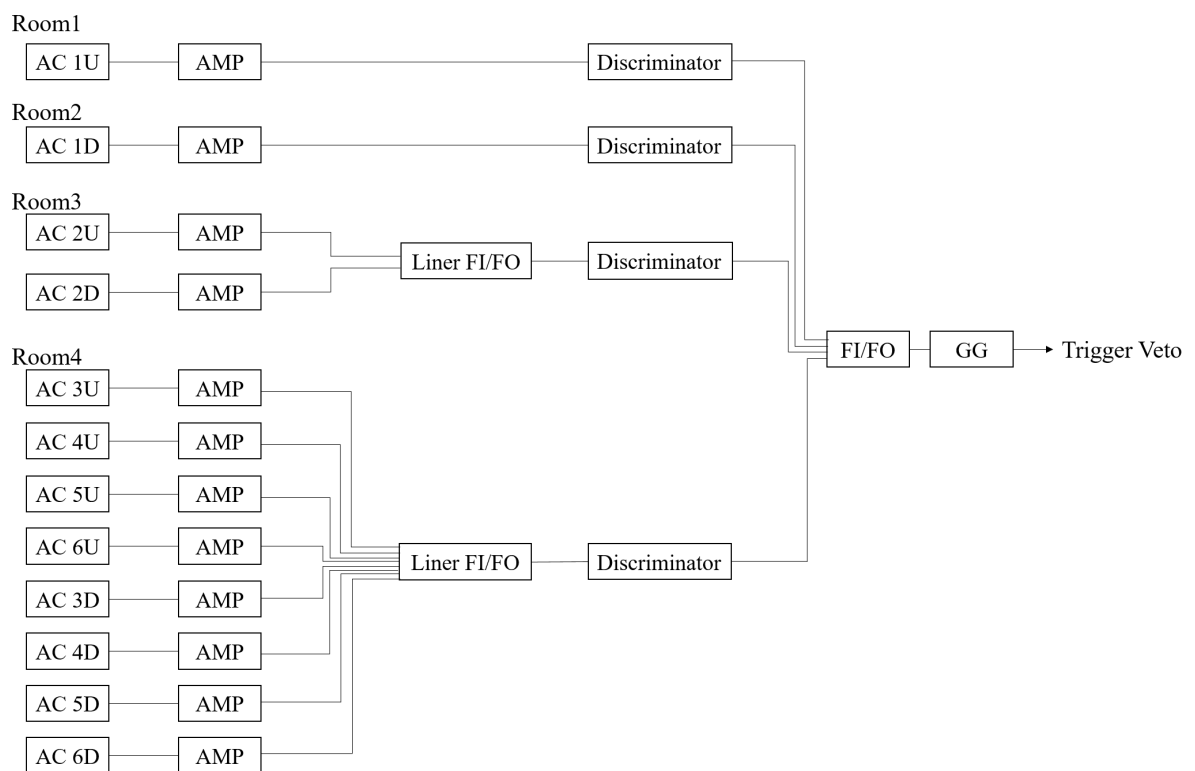 Room1
AC 1U AMP Discriminator
Room2
AC 1D AMP Discriminator
Room3
AC 2U AMP
Liner FI/FO Discriminator
AC 2D AMP
FI/FO GG Trigger Veto
Room4
AC 3U AMP
AC 4U AMP
AC 5U AMP
AC 6U AMP
Liner FI/FO Discriminator
AC 3D AMP
AC 4D AMP
AC 5D AMP
AC 6D AMP